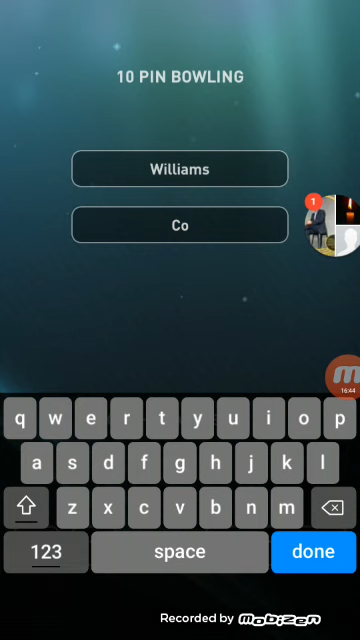 10 PIN BOWLING
Williams
Co
1
16:44
q w e r t y u i o p
a s d f g h j k l
z x c v b n m
123 space done
Recorded by mobizen